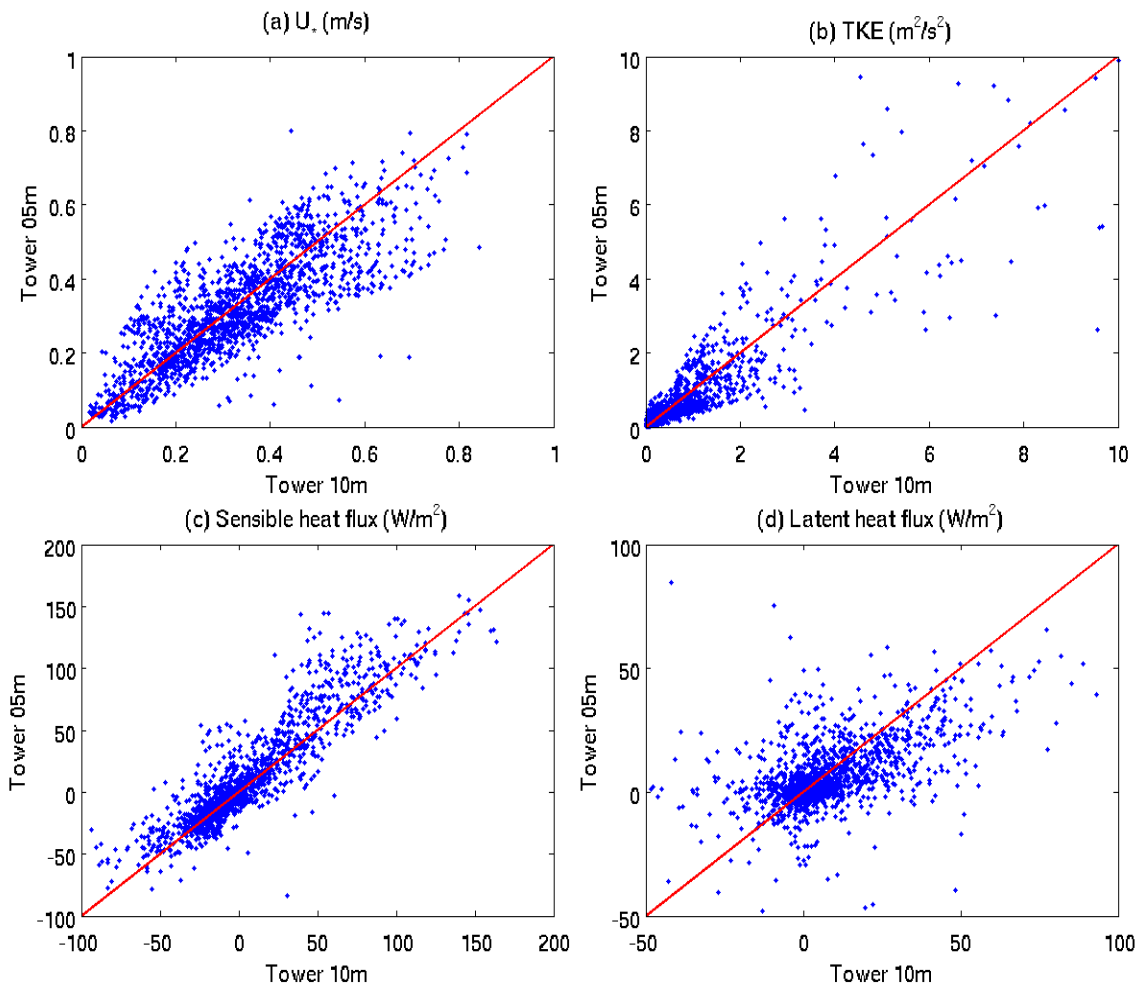 (a) U* (m/s)
1
0.8
0.6
0.4
0.2
0
0 0.2 0.4 0.6 0.8 1
Tower 05m
Tower 10m
(b) TKE (m²/s²)
10
8
6
4
2
0
0 2 4 6 8 10
Tower 05m
Tower 10m
(c) Sensible heat flux (W/m²)
200
150
100
50
0
-50
-100
-100 -50 0 50 100 150 200
Tower 05m
Tower 10m
(d) Latent heat flux (W/m²)
100
50
0
-50
-50 0 50 100
Tower 05m
Tower 10m